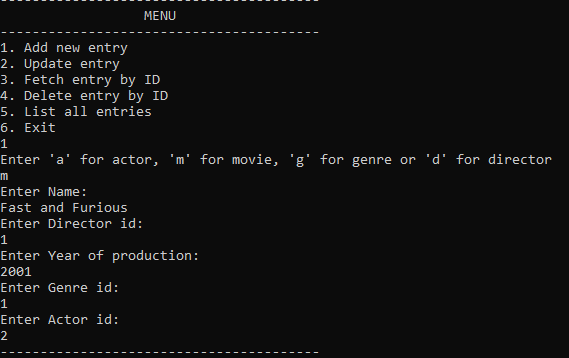 ----------------------------------------
MENU
----------------------------------------
1. Add new entry
2. Update entry
3. Fetch entry by ID
4. Delete entry by ID
5. List all entries
6. Exit
1
Enter 'a' for actor, 'm' for movie, 'g' for genre or 'd' for director
m
Enter Name:
Fast and Furious
Enter Director id:
1
Enter Year of production:
2001
Enter Genre id:
1
Enter Actor id:
2
----------------------------------------